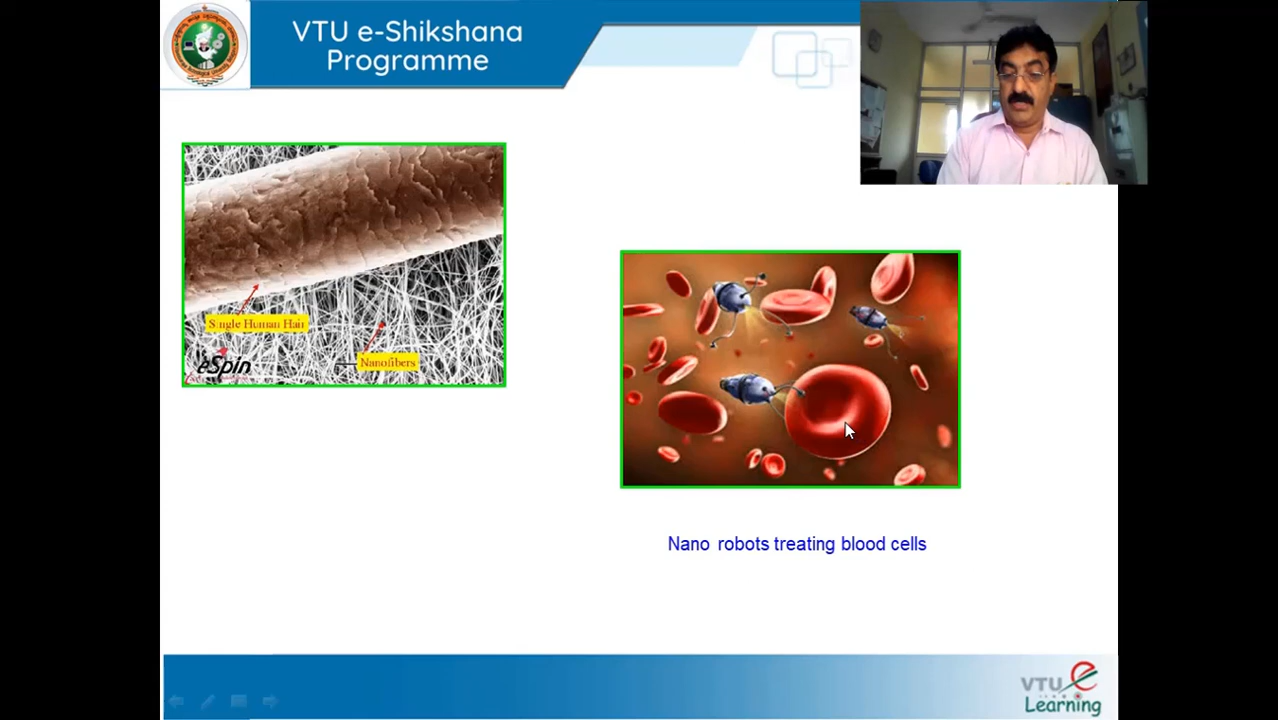 VTU e-Shikshana
Programme
Single Human Hair
eSpin
Nanofibers
Nano robots treating blood cells
VTU e
Learning